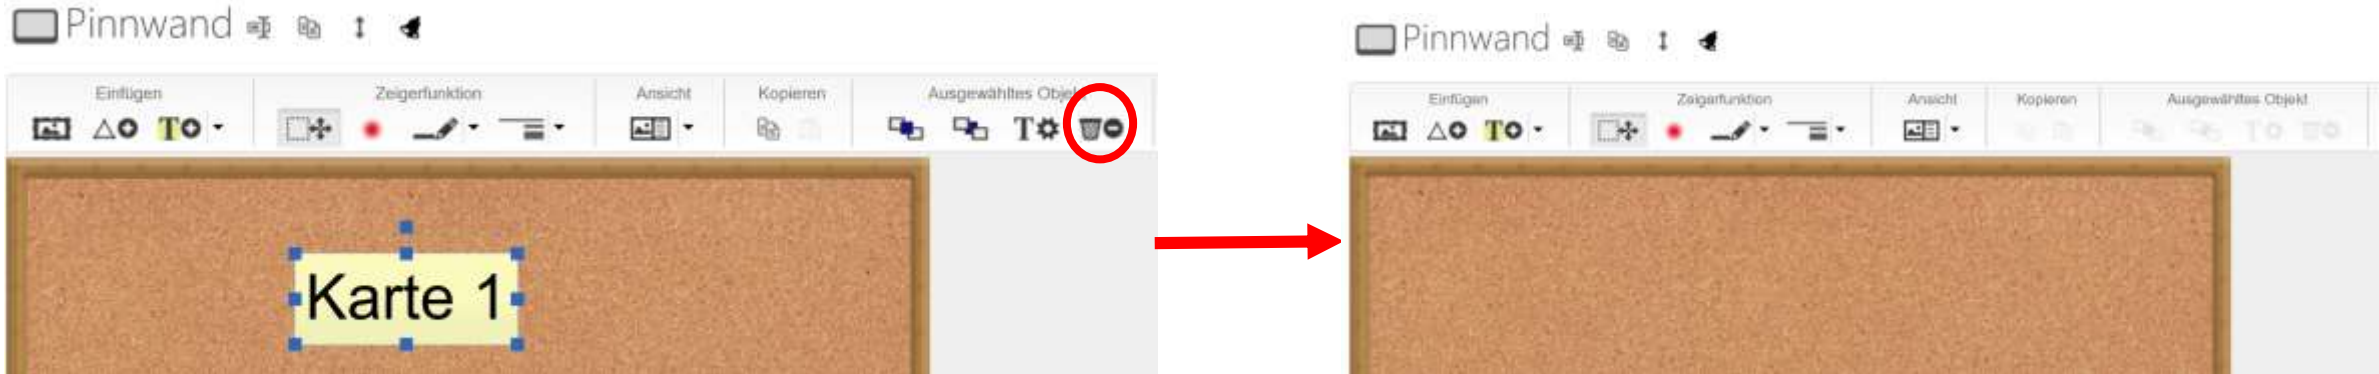 Pinnwand
Einfügen Zeigerfunktion Ansicht Kopieren Ausgewähltes Objekt
Karte 1
Pinnwand
Einfügen Zeigerfunktion Ansicht Kopieren Ausgewähltes Objekt